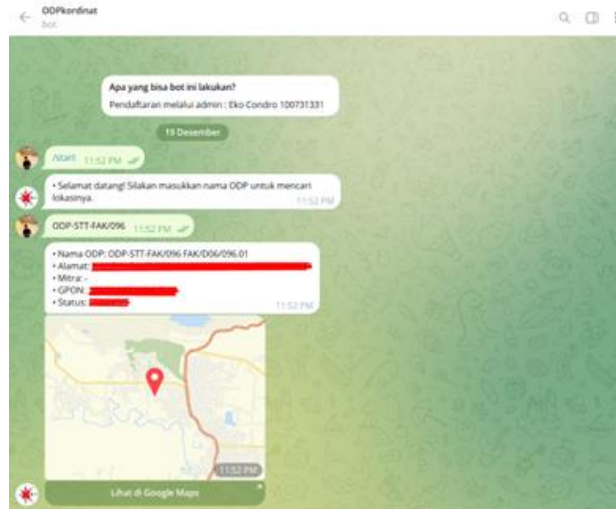 ODPkordinat
bot
Apa yang bisa bot ini lakukan?
Pendaftaran melalui admin : Eko Condro 100731331
19 Desember
/start 11:52 PM
• Selamat datang! Silakan masukkan nama ODP untuk mencari
lokasinya. 11:52 PM
ODP-STT-FAK/096 11:52 PM
• Nama ODP: ODP-STT-FAK/096 FAK/D06/096.01
• Alamat:
• Mitra: -
• GPON:
• Status: 11:52 PM
11:52 PM
Lihat di Google Maps